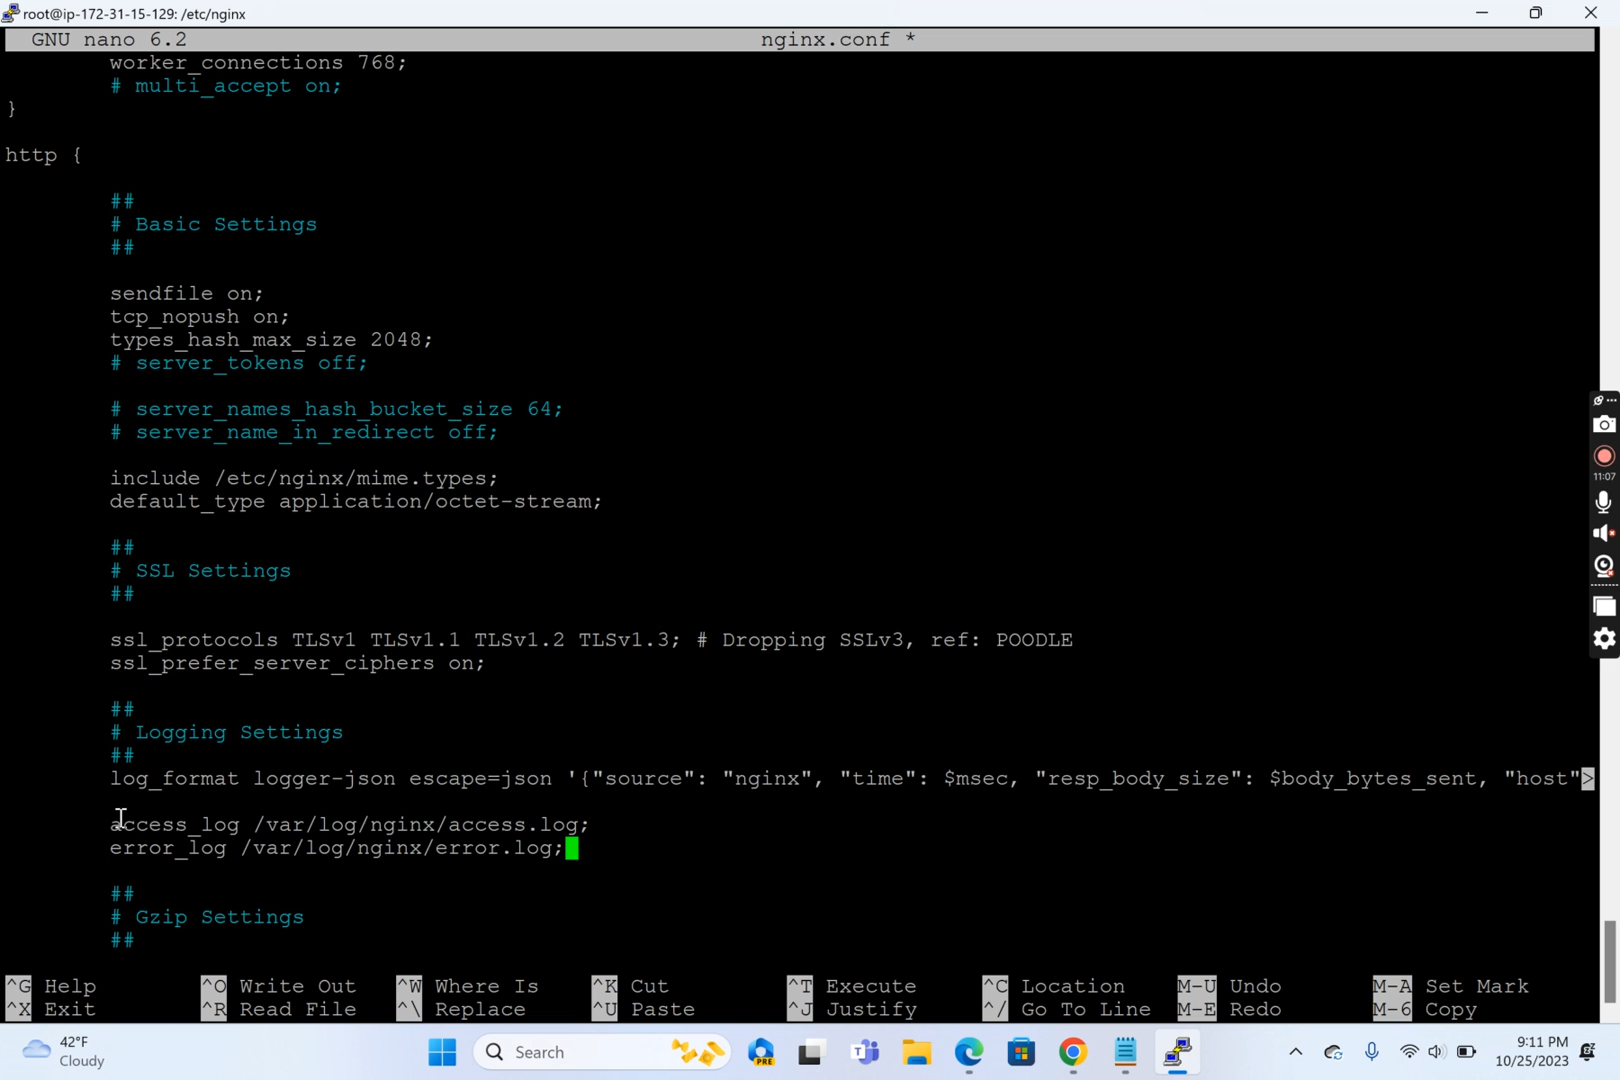 root@ip-172-31-15-129: /etc/nginx
GNU nano 6.2 nginx.conf *
worker_connections 768;
# multi_accept on;
}
http {
##
# Basic Settings
##
sendfile on;
tcp_nopush on;
types_hash_max_size 2048;
# server_tokens off;
# server_names_hash_bucket_size 64;
# server_name_in_redirect off;
include /etc/nginx/mime.types;
default_type application/octet-stream;
##
# SSL Settings
##
ssl_protocols TLSv1 TLSv1.1 TLSv1.2 TLSv1.3; # Dropping SSLv3, ref: POODLE
ssl_prefer_server_ciphers on;
##
# Logging Settings
##
log_format logger-json escape=json '{"source": "nginx", "time": $msec, "resp_body_size": $body_bytes_sent, "host">
access_log /var/log/nginx/access.log;
error_log /var/log/nginx/error.log;
##
# Gzip Settings
##
^G Help ^O Write Out ^W Where Is ^K Cut ^T Execute ^C Location M-U Undo M-A Set Mark
^X Exit ^R Read File ^\ Replace ^U Paste ^J Justify ^/ Go To Line M-E Redo M-6 Copy
11:07
42°F
Cloudy
Search
PRE
9:11 PM
10/25/2023